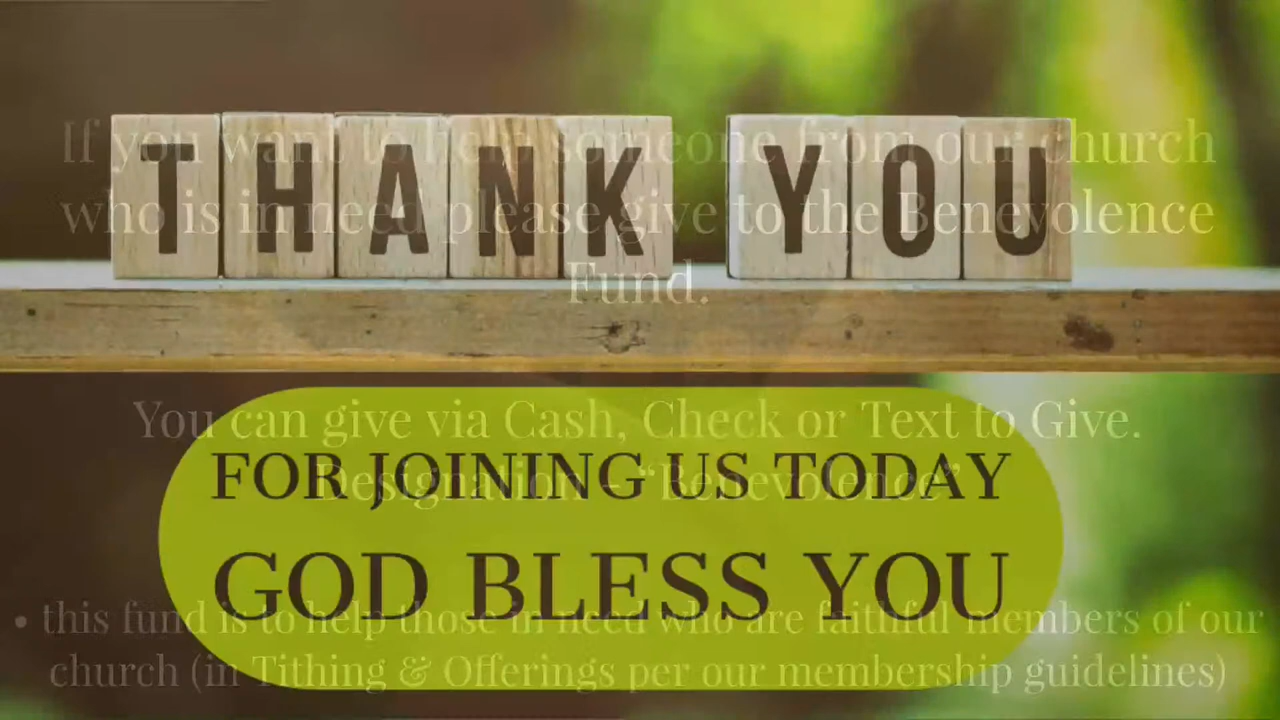 If you want to help someone from our church
who is in need please give to the Benevolence
Fund.
THANK YOU
You can give via Cash, Check or Text to Give.
Designation - "Benevolence"
FOR JOINING US TODAY
GOD BLESS YOU
• this fund is to help those in need who are faithful members of our
church (in Tithing & Offerings per our membership guidelines)